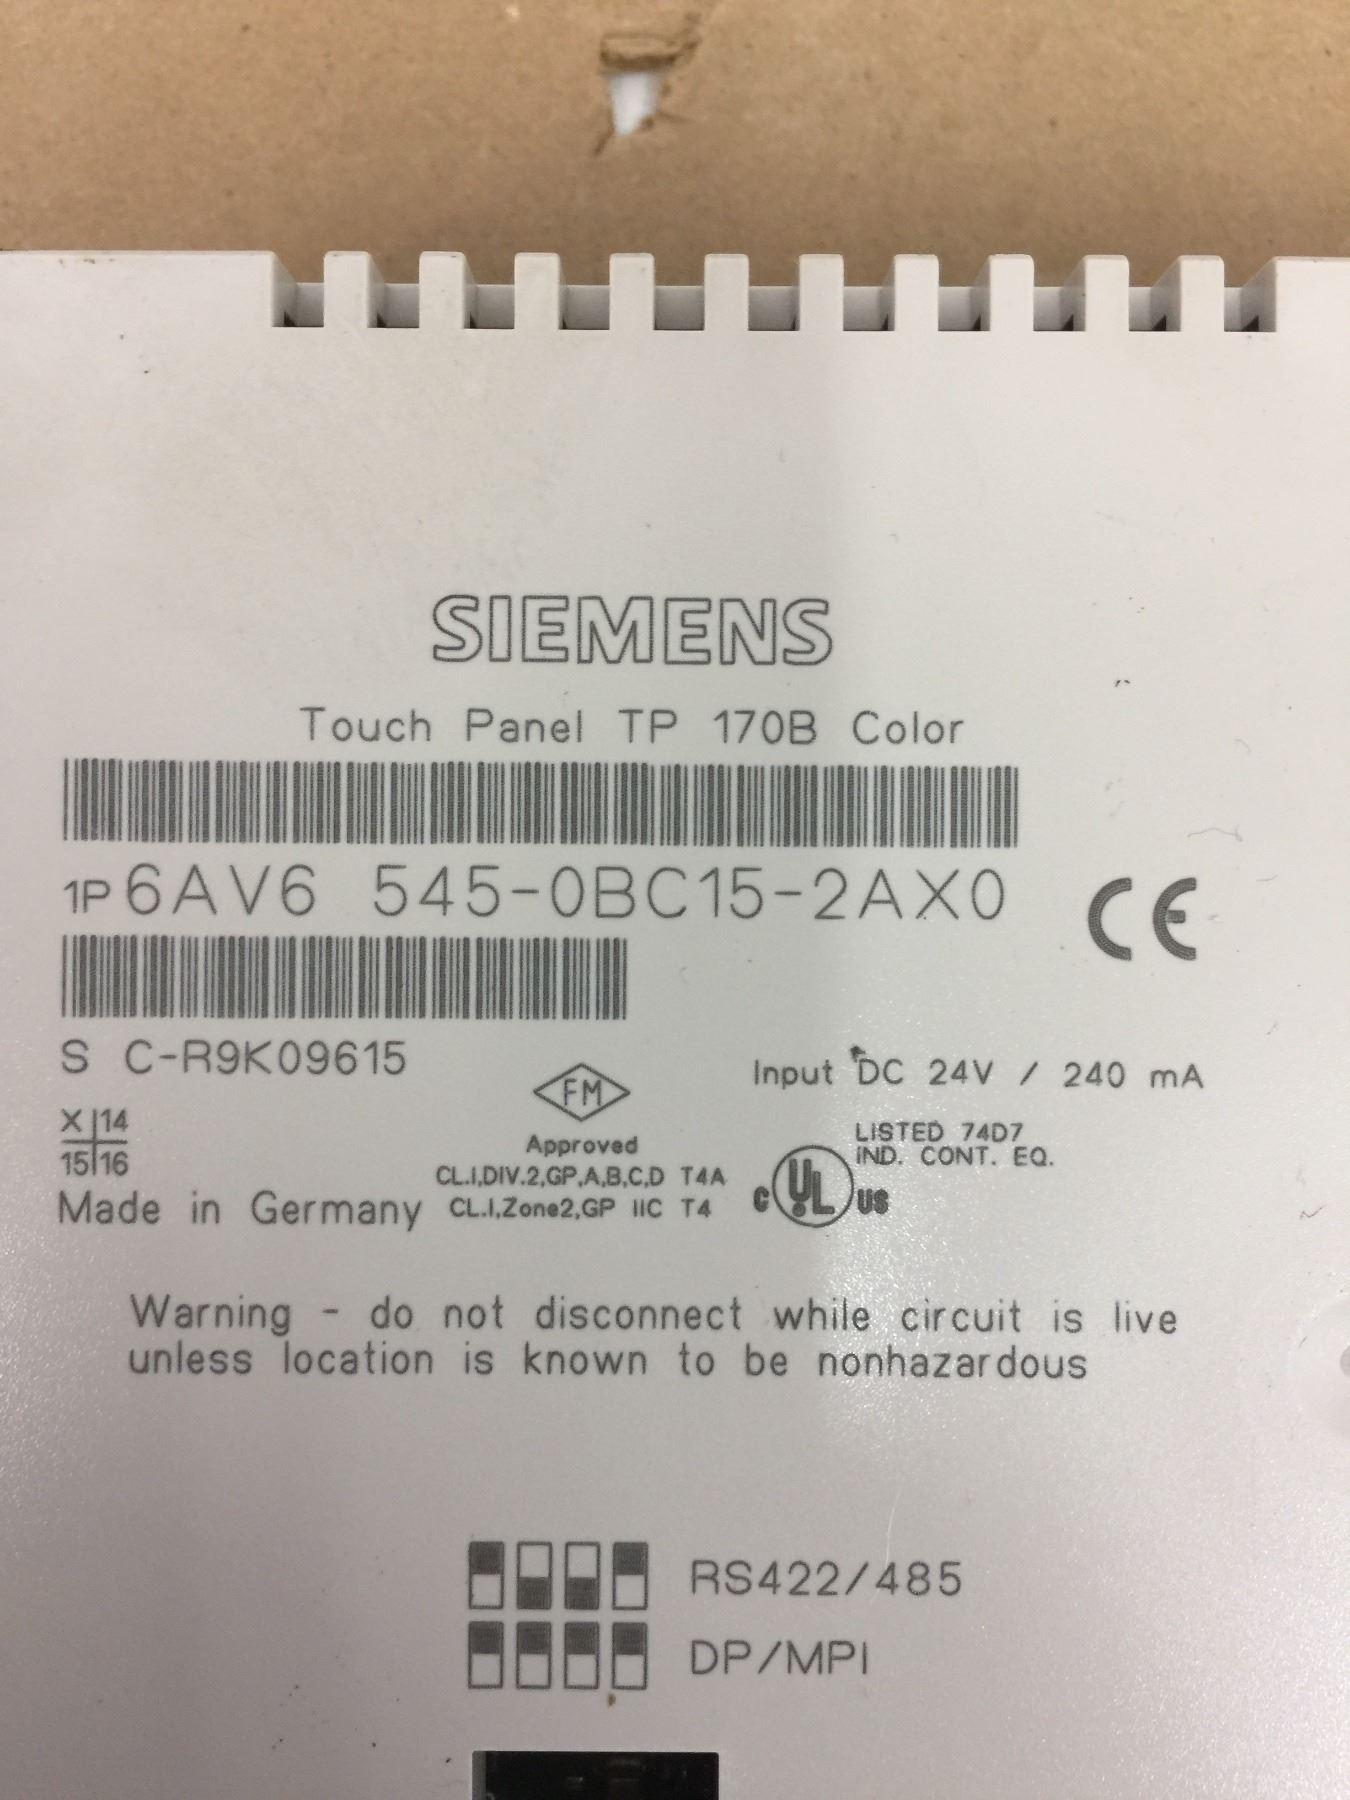 SIEMENS
Touch Panel TP 170B Color
1P 6AV6 545-0BC15-2AX0
CE
S C-R9K09615
Input DC 24V / 240 mA
FM
Approved
CL.I,DIV.2,GP.A,B,C,D T4A
CL.I,Zone2,GP IIC T4
X 14
15 16
Made in Germany
LISTED 74D7
IND. CONT. EQ.
C UL US
Warning - do not disconnect while circuit is live
unless location is known to be nonhazardous
RS422/485
DP/MPI